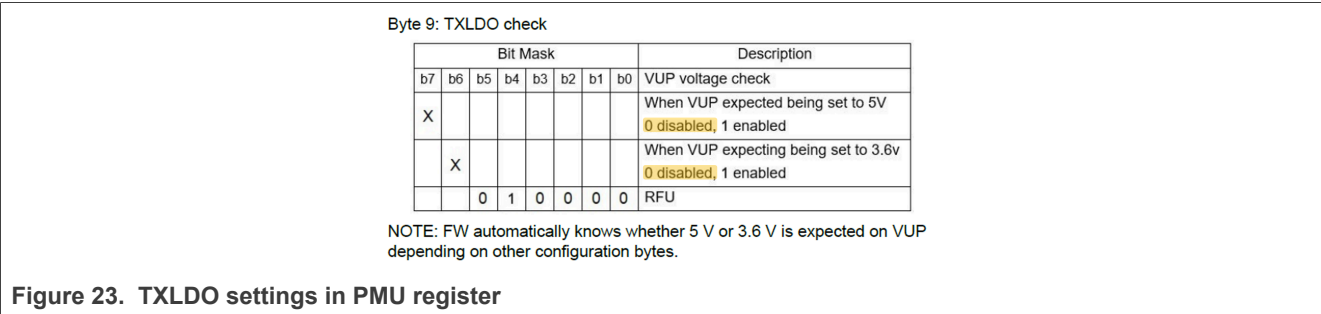 Byte 9: TXLDO check
Bit Mask Description
b7 b6 b5 b4 b3 b2 b1 b0 VUP voltage check
X When VUP expected being set to 5V
0 disabled, 1 enabled
X When VUP expecting being set to 3.6v
0 disabled, 1 enabled
0 1 0 0 0 0 RFU
NOTE: FW automatically knows whether 5 V or 3.6 V is expected on VUP
depending on other configuration bytes.
Figure 23. TXLDO settings in PMU register